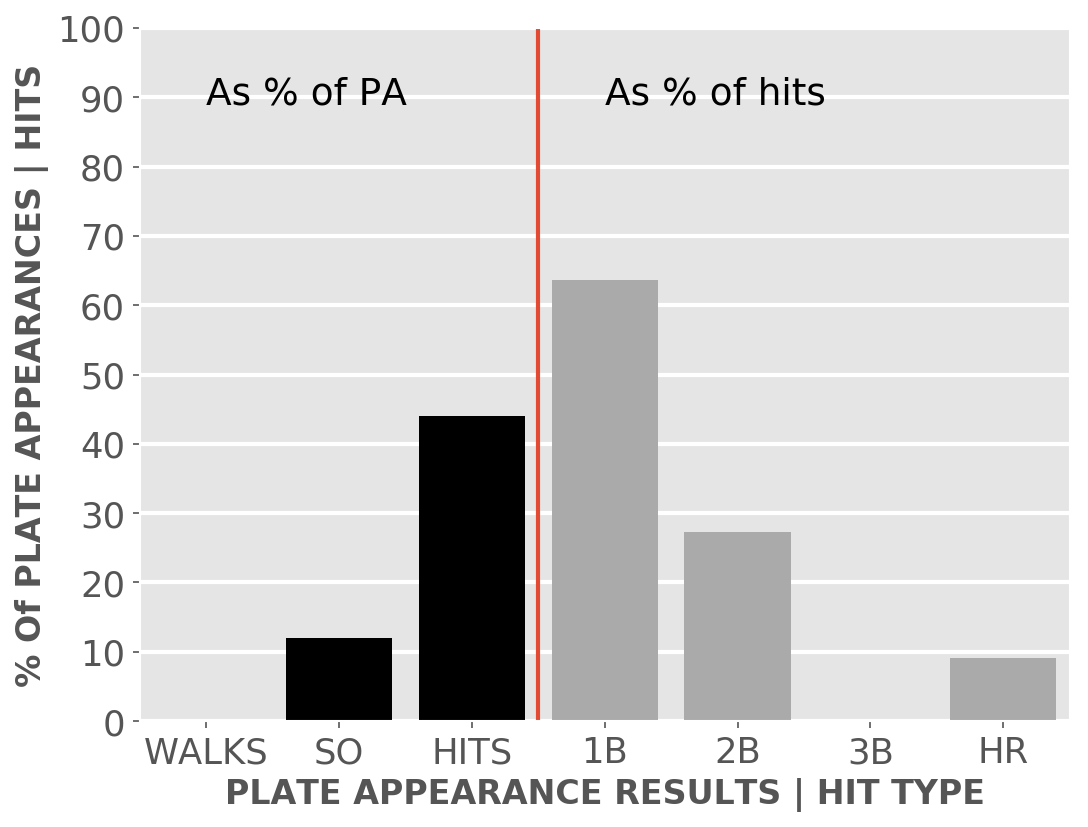 100
90
80
70
60
50
40
30
20
10
0
% Of PLATE APPEARANCES | HITS
As % of PA
As % of hits
WALKS SO HITS 1B 2B 3B HR
PLATE APPEARANCE RESULTS | HIT TYPE